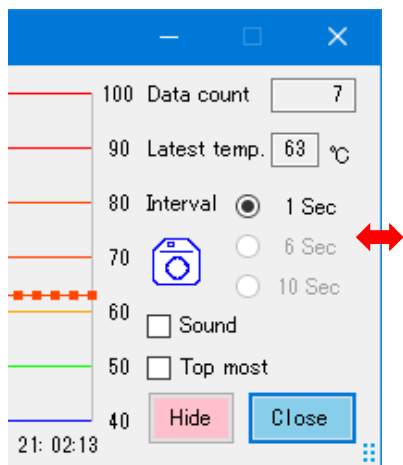 100 Data count 7
90 Latest temp. 63 ℃
80 Interval 1 Sec
6 Sec
70
10 Sec
60
Sound
50 Top most
40 Hide Close
21: 02:13